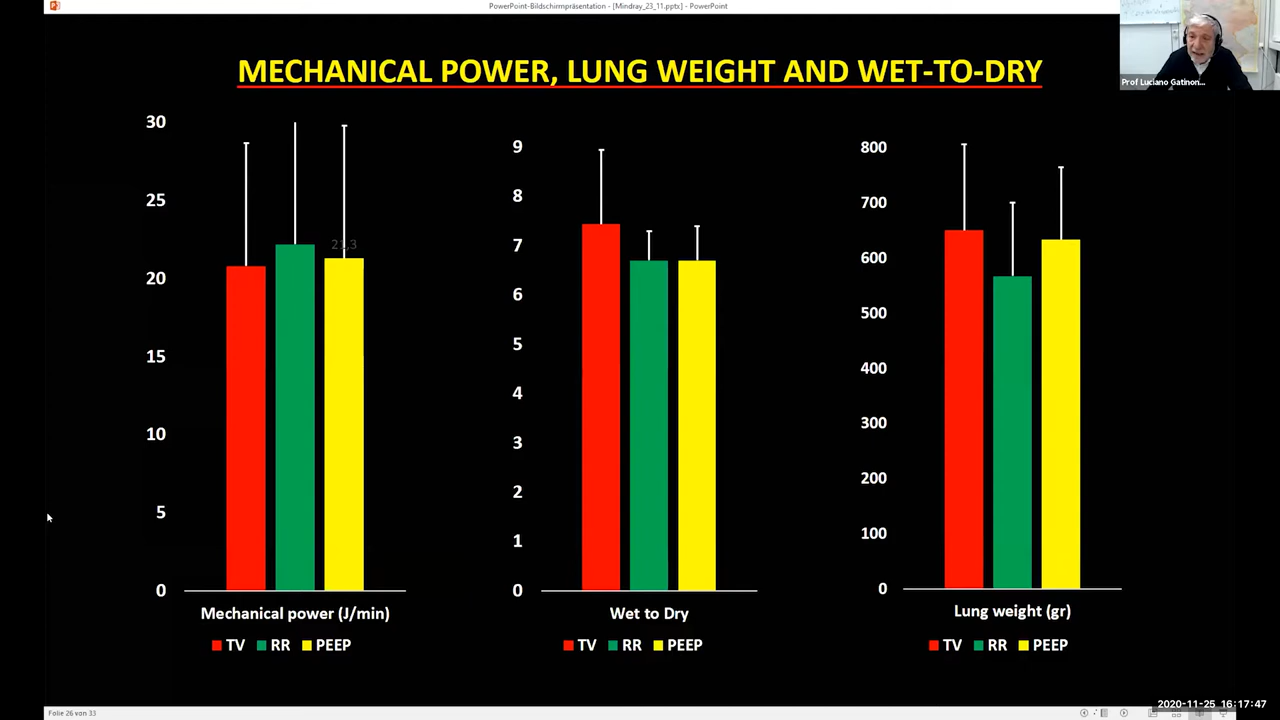 PowerPoint-Bildschirmpräsentation - [Mindray_23_11.pptx] - PowerPoint
Prof Luciano Gatinon...
MECHANICAL POWER, LUNG WEIGHT AND WET-TO-DRY
30
25
20
15
10
5
0
21,3
Mechanical power (J/min)
TV RR PEEP
9
8
7
6
5
4
3
2
1
0
Wet to Dry
TV RR PEEP
800
700
600
500
400
300
200
100
0
Lung weight (gr)
TV RR PEEP
2020-11-25 16:17:47
Folie 26 von 33